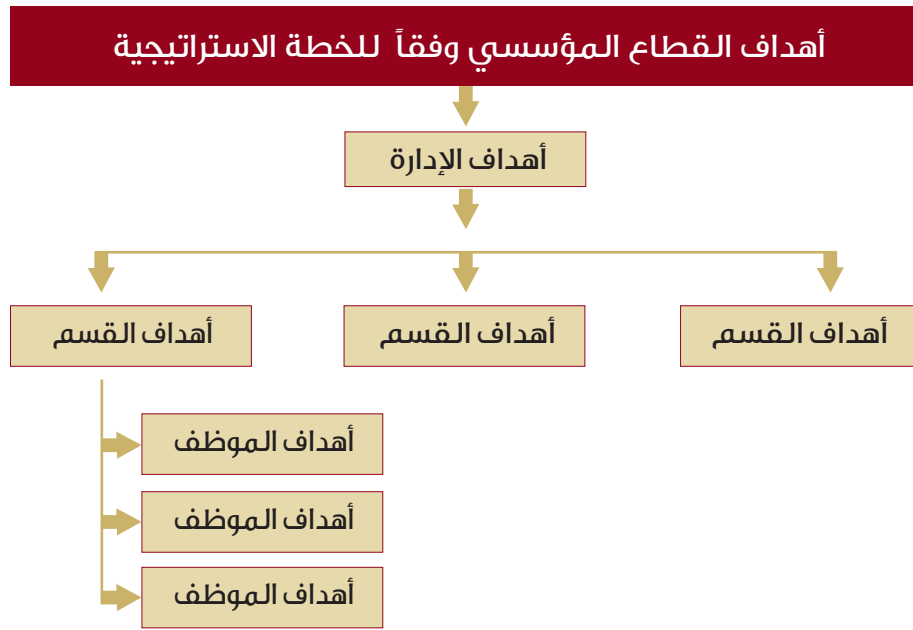 أهداف القطاع المؤسسي وفقاً للخطة الاستراتيجية
أهداف الإدارة
أهداف القسم
أهداف القسم
أهداف القسم
أهداف الموظف
أهداف الموظف
أهداف الموظف